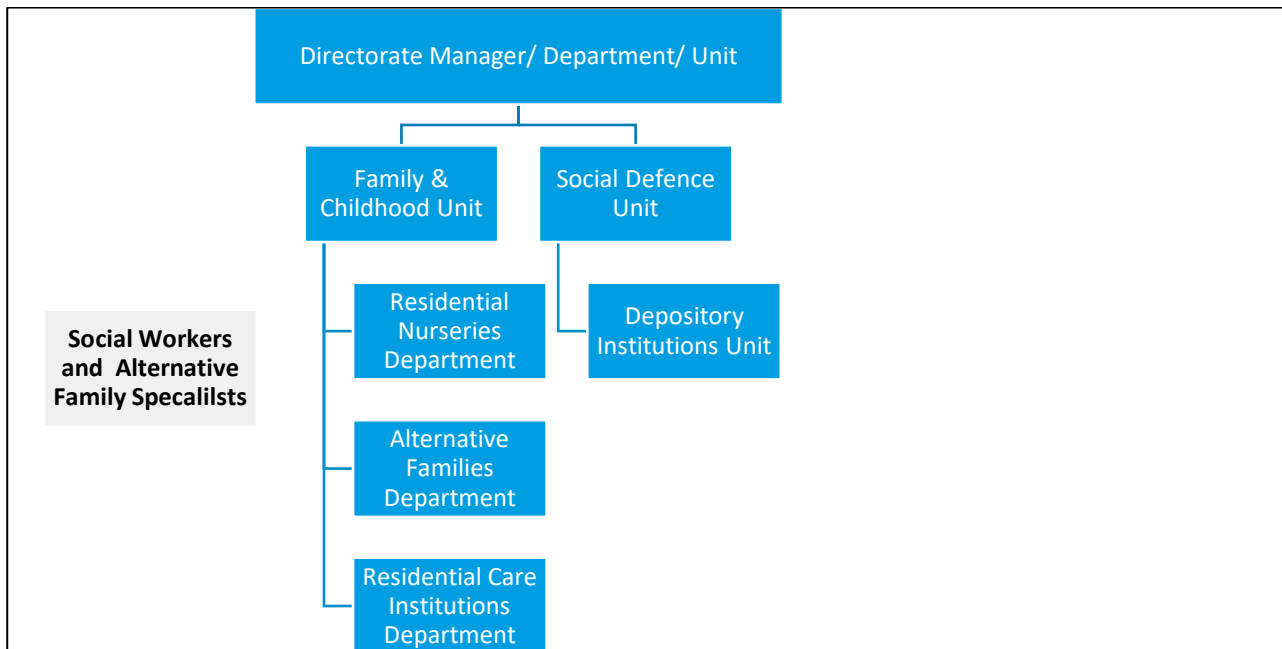 Directorate Manager/ Department/ Unit
Family &
Childhood Unit
Social Defence
Unit
Residential
Nurseries
Department
Depository
Institutions Unit
Social Workers
and Alternative
Family Specalilsts
Alternative
Families
Department
Residential Care
Institutions
Department